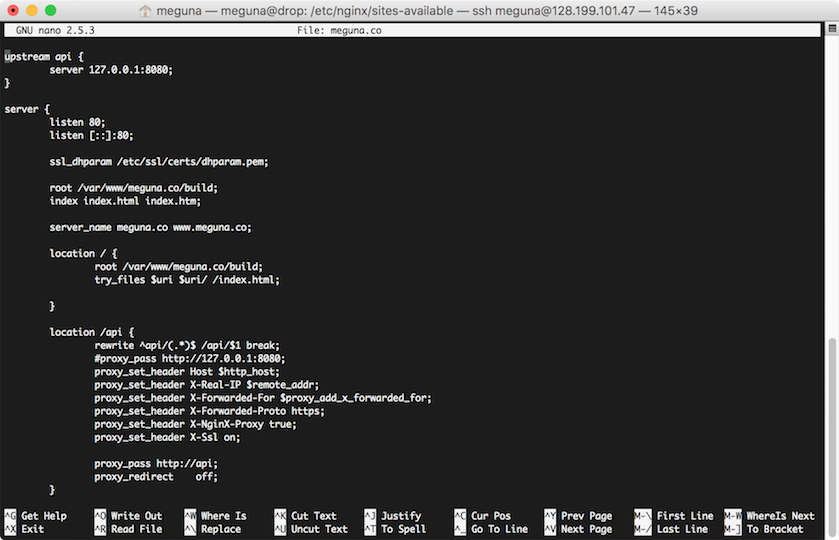 meguna — meguna@drop: /etc/nginx/sites-available — ssh meguna@128.199.101.47 — 145×39
GNU nano 2.5.3 File: meguna.co
upstream api {
server 127.0.0.1:8080;
}
server {
listen 80;
listen [::]:80;
ssl_dhparam /etc/ssl/certs/dhparam.pem;
root /var/www/meguna.co/build;
index index.html index.htm;
server_name meguna.co www.meguna.co;
location / {
root /var/www/meguna.co/build;
try_files $uri $uri/ /index.html;
}
location /api {
rewrite ^api/(.*)$ /api/$1 break;
#proxy_pass http://127.0.0.1:8080;
proxy_set_header Host $http_host;
proxy_set_header X-Real-IP $remote_addr;
proxy_set_header X-Forwarded-For $proxy_add_x_forwarded_for;
proxy_set_header X-Forwarded-Proto https;
proxy_set_header X-NginX-Proxy true;
proxy_set_header X-Ssl on;
proxy_pass http://api;
proxy_redirect off;
}
^G Get Help ^O Write Out ^W Where Is ^K Cut Text ^J Justify ^C Cur Pos ^Y Prev Page M-\ First Line M-W WhereIs Next
^X Exit ^R Read File ^\ Replace ^U Uncut Text ^T To Spell ^_ Go To Line ^V Next Page M-/ Last Line M-] To Bracket